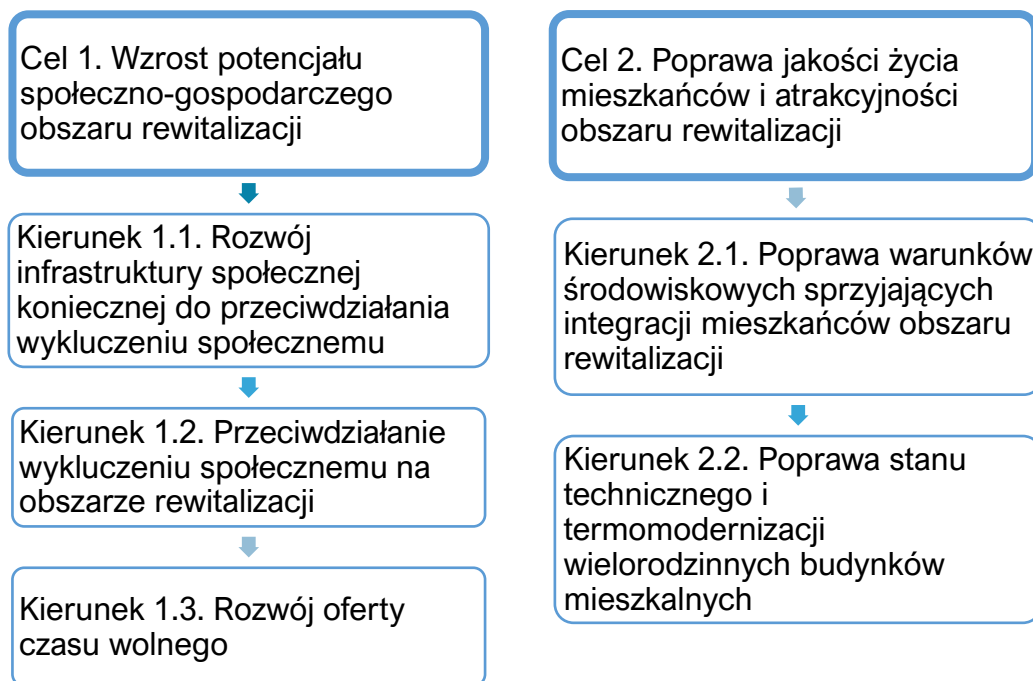 Cel 1. Wzrost potencjału
społeczno-gospodarczego
obszaru rewitalizacji
Kierunek 1.1. Rozwój
infrastruktury społecznej
koniecznej do przeciwdziałania
wykluczeniu społecznemu
Kierunek 1.2. Przeciwdziałanie
wykluczeniu społecznemu na
obszarze rewitalizacji
Kierunek 1.3. Rozwój oferty
czasu wolnego
Cel 2. Poprawa jakości życia
mieszkańców i atrakcyjności
obszaru rewitalizacji
Kierunek 2.1. Poprawa warunków
środowiskowych sprzyjających
integracji mieszkańców obszaru
rewitalizacji
Kierunek 2.2. Poprawa stanu
technicznego i
termomodernizacji
wielorodzinnych budynków
mieszkalnych